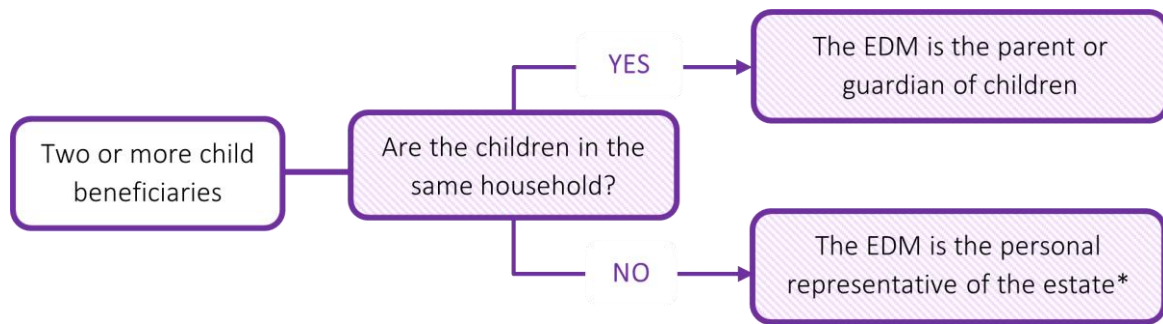 Two or more child
beneficiaries
Are the children in the
same household?
YES
The EDM is the parent or
guardian of children
NO
The EDM is the personal
representative of the estate*